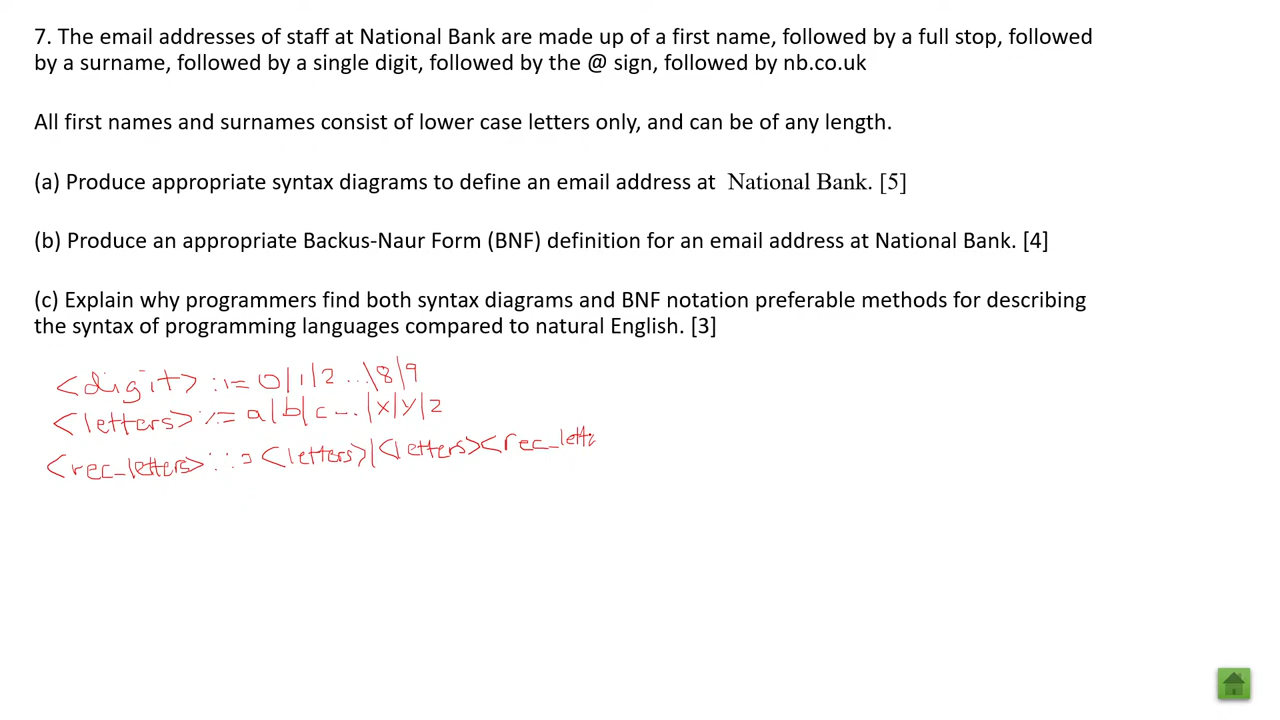 7. The email addresses of staff at National Bank are made up of a first name, followed by a full stop, followed
by a surname, followed by a single digit, followed by the @ sign, followed by nb.co.uk
All first names and surnames consist of lower case letters only, and can be of any length.
(a) Produce appropriate syntax diagrams to define an email address at National Bank. [5]
(b) Produce an appropriate Backus-Naur Form (BNF) definition for an email address at National Bank. [4]
(c) Explain why programmers find both syntax diagrams and BNF notation preferable methods for describing
the syntax of programming languages compared to natural English. [3]
<digit> ::= 0|1|2 ...\8|9
<letters> ::= a|b|c -..|x|y|z
<rec_letters> ::= <letters>|<letters><rec_lette